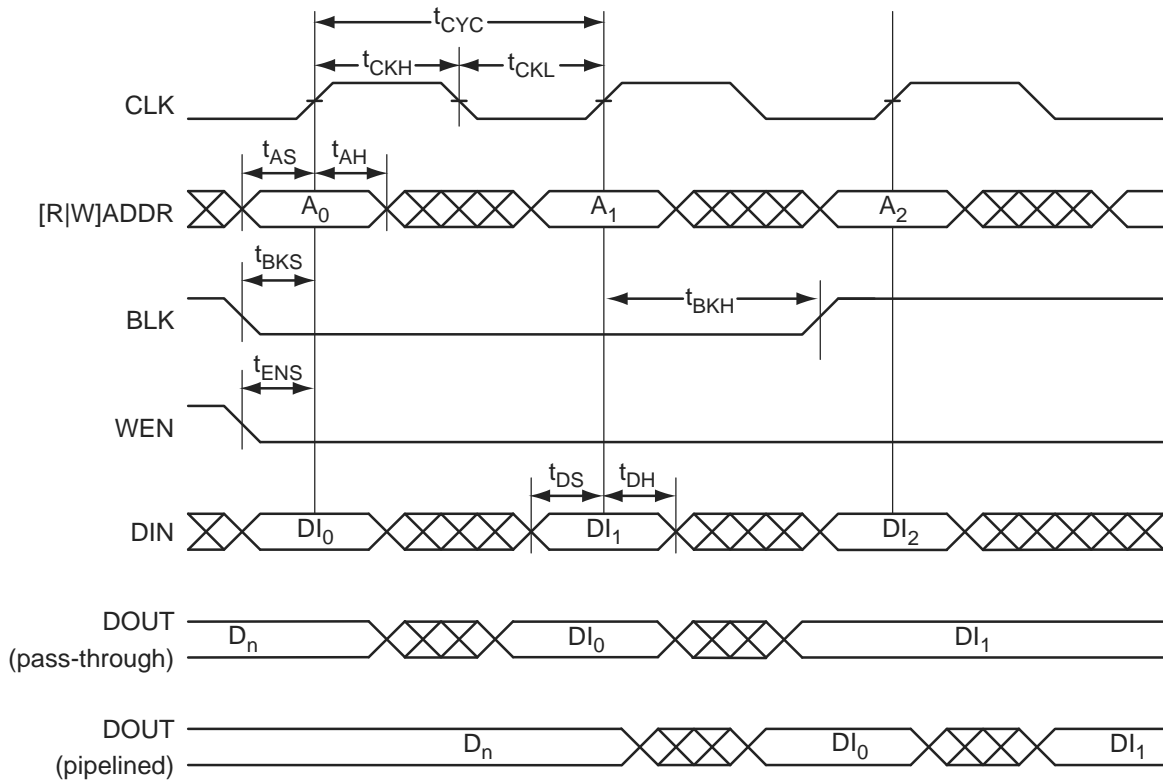 tCYC
tCKH tCKL
CLK
tAS tAH
[R|W]ADDR A0 A1 A2
tBKS
tBKH
BLK
tENS
WEN
tDS tDH
DIN DI0 DI1 DI2
DOUT
(pass-through)
Dn DI0 DI1
DOUT
(pipelined)
Dn DI0 DI1